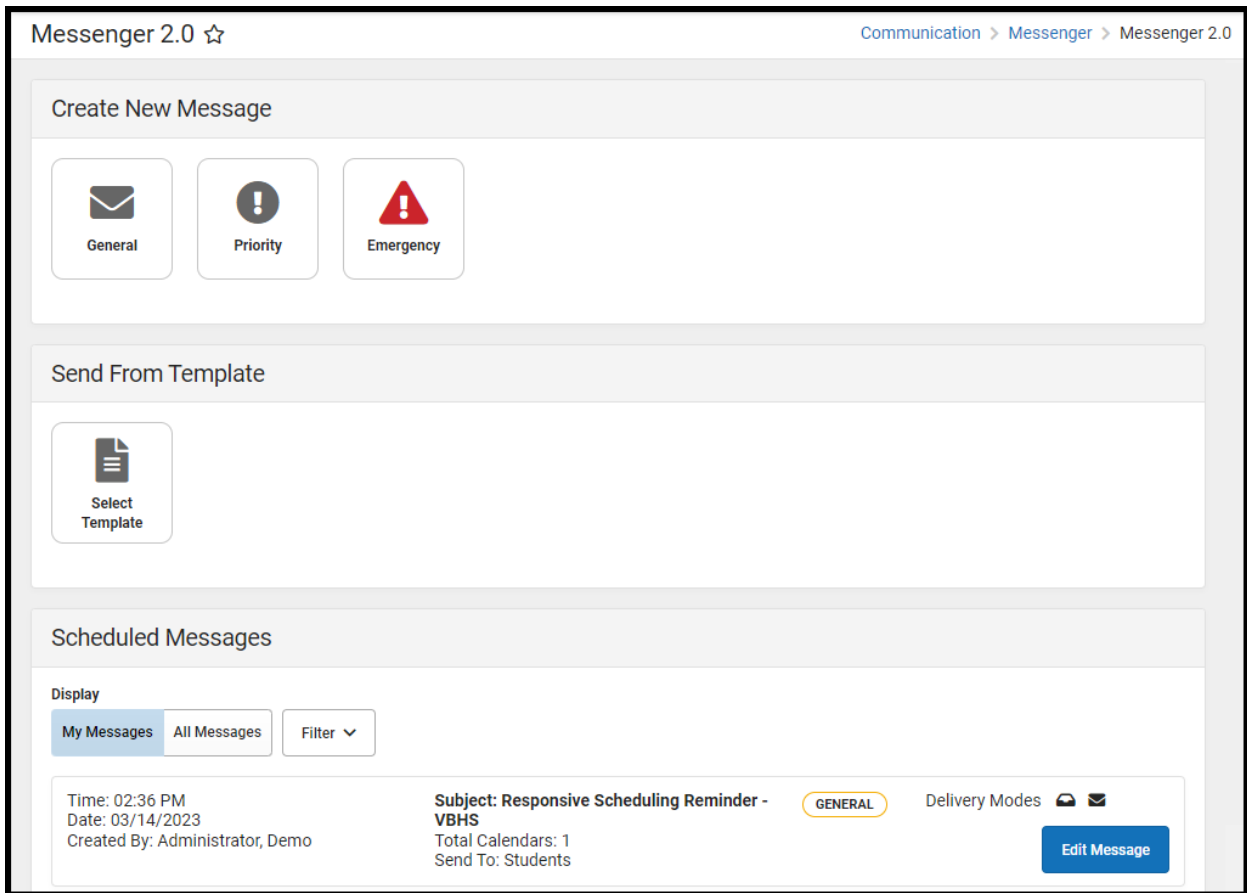 Messenger 2.0
Communication > Messenger > Messenger 2.0
Create New Message
General
Priority
Emergency
Send From Template
Select
Template
Scheduled Messages
Display
My Messages
All Messages
Filter
Time: 02:36 PM
Date: 03/14/2023
Created By: Administrator, Demo
Subject: Responsive Scheduling Reminder -
VBHS
Total Calendars: 1
Send To: Students
GENERAL
Delivery Modes
Edit Message